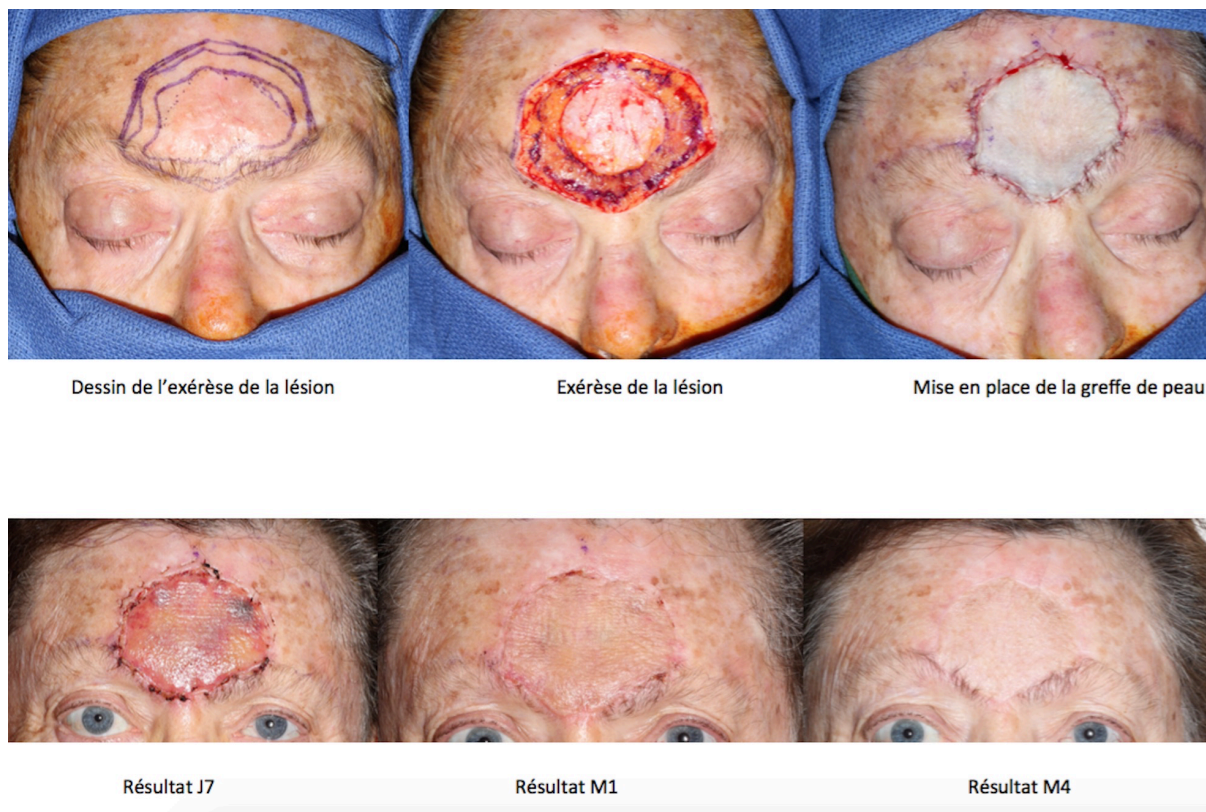 Dessin de l’exérèse de la lésion
Exérèse de la lésion
Mise en place de la greffe de peau
Résultat J7
Résultat M1
Résultat M4